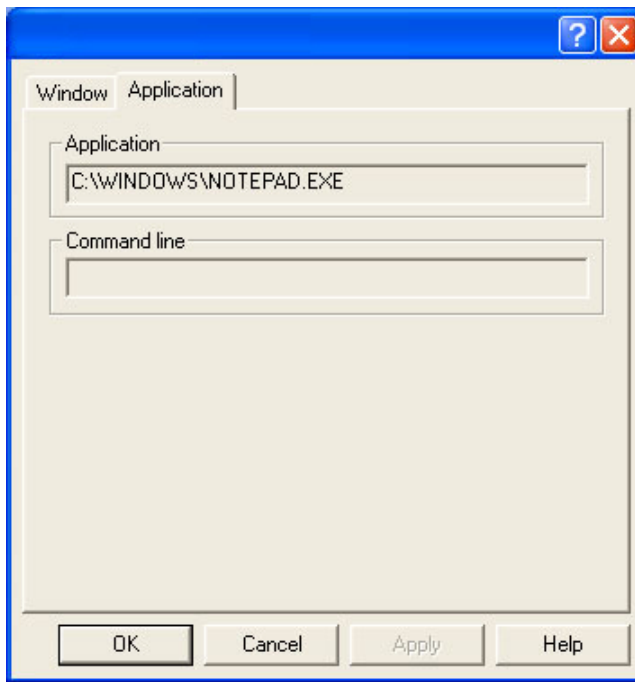 ?
Window Application
Application
C:\WINDOWS\NOTEPAD.EXE
Command line
OK Cancel Apply Help